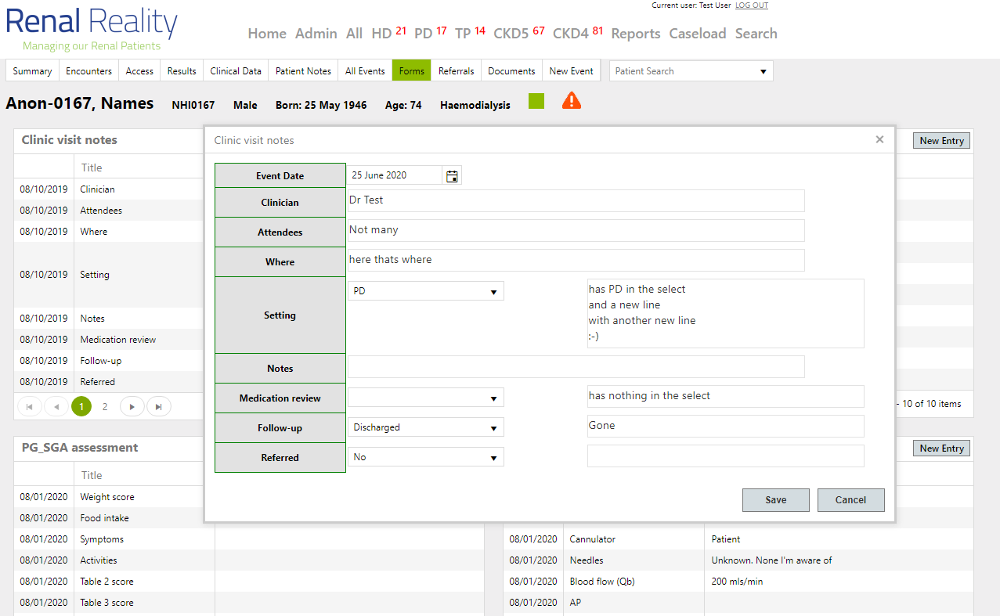 Current user: Test User LOG OUT
Renal Reality
Managing our Renal Patients
Home Admin All HD 21 PD 17 TP 14 CKD5 67 CKD4 81 Reports Caseload Search
Summary Encounters Access Results Clinical Data Patient Notes All Events Forms Referrals Documents New Event Patient Search
Anon-0167, Names NHI0167 Male Born: 25 May 1946 Age: 74 Haemodialysis
Clinic visit notes
New Entry
Title
08/10/2019 Clinician
08/10/2019 Attendees
08/10/2019 Where
08/10/2019 Setting
08/10/2019 Notes
08/10/2019 Medication review
08/10/2019 Follow-up
08/10/2019 Referred
1 2
- 10 of 10 items
Clinic visit notes
Event Date 25 June 2020
Clinician Dr Test
Attendees Not many
Where here thats where
Setting PD
has PD in the select
and a new line
with another new line
:-)
Notes
Medication review has nothing in the select
Follow-up Discharged Gone
Referred No
Save Cancel
PG_SGA assessment
New Entry
Title
08/01/2020 Weight score
08/01/2020 Food intake
08/01/2020 Symptoms
08/01/2020 Activities
08/01/2020 Table 2 score
08/01/2020 Table 3 score
08/01/2020 Cannulator Patient
08/01/2020 Needles Unknown. None I'm aware of
08/01/2020 Blood flow (Qb) 200 mls/min
08/01/2020 AP